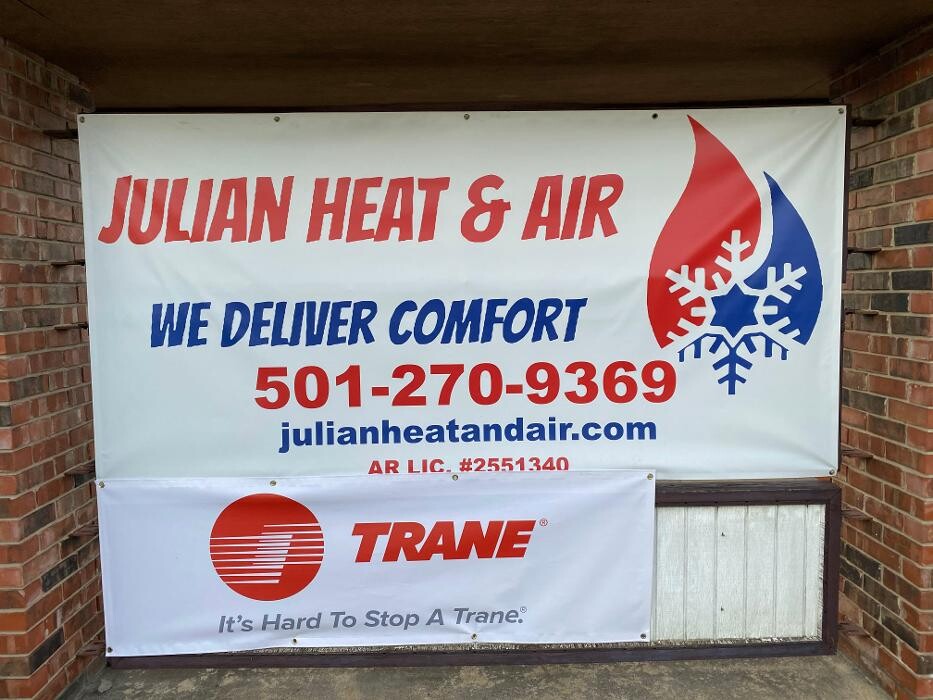 JULIAN HEAT & AIR
WE DELIVER COMFORT
501-270-9369
julianheatandair.com
AR LIC. #2551340
TRANE®
It's Hard To Stop A Trane.®